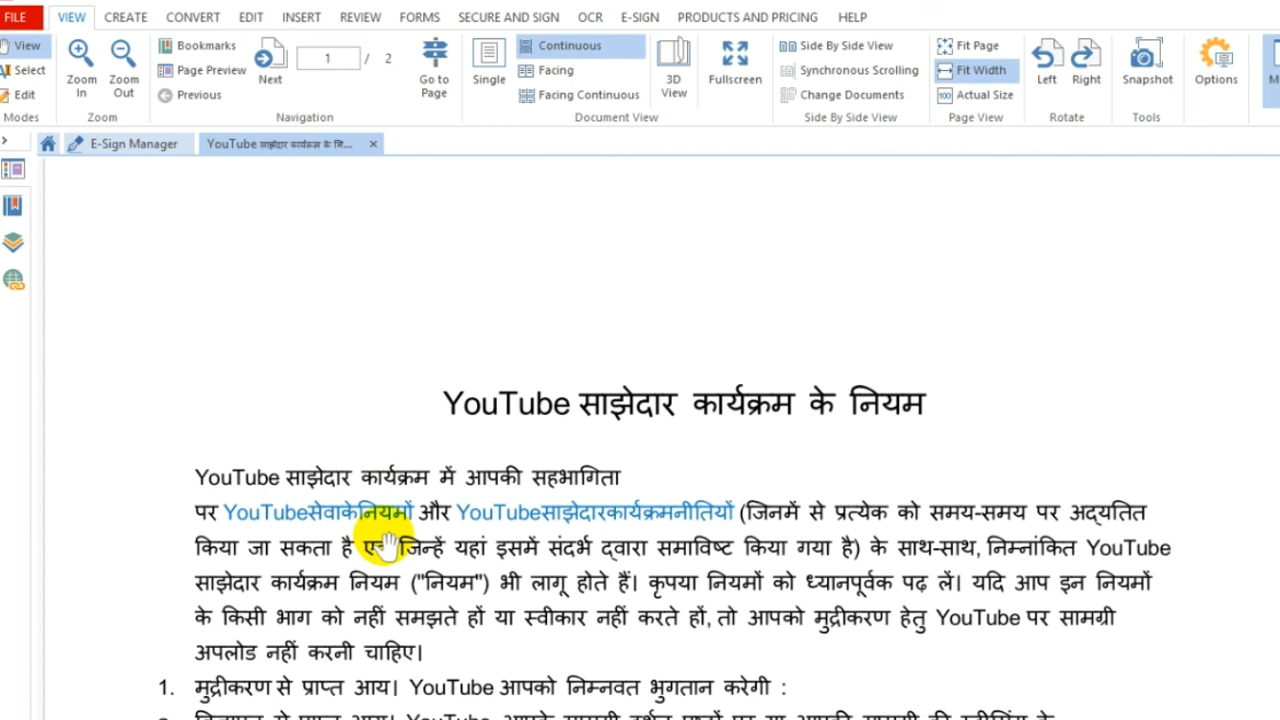 FILE VIEW CREATE CONVERT EDIT INSERT REVIEW FORMS SECURE AND SIGN OCR E-SIGN PRODUCTS AND PRICING HELP
View Bookmarks 1 / 2 Continuous Side By Side View Fit Page
Select Page Preview Facing Synchronous Scrolling Fit Width
Edit Previous Facing Continuous Change Documents Actual Size
Zoom In Zoom Out Next Go to Page Single 3D View Fullscreen Left Right Snapshot Options
Modes Zoom Navigation Document View Side By Side View Page View Rotate Tools
E-Sign Manager YouTube साझेदार कार्यक्रम के नि...
YouTube साझेदार कार्यक्रम के नियम
YouTube साझेदार कार्यक्रम में आपकी सहभागिता
पर YouTubeसेवाकेनियमों और YouTubeसाझेदारकार्यक्रमनीतियों (जिनमें से प्रत्येक को समय-समय पर अद्यतित
किया जा सकता है जिन्हें यहां इसमें संदर्भ द्वारा समाविष्ट किया गया है) के साथ-साथ, निम्नांकित YouTube
साझेदार कार्यक्रम नियम ("नियम") भी लागू होते हैं। कृपया नियमों को ध्यानपूर्वक पढ़ लें। यदि आप इन नियमों
के किसी भाग को नहीं समझते हों या स्वीकार नहीं करते हों, तो आपको मुद्रीकरण हेतु YouTube पर सामग्री
अपलोड नहीं करनी चाहिए।
1. मुद्रीकरण से प्राप्त आय। YouTube आपको निम्नवत भुगतान करेगी :